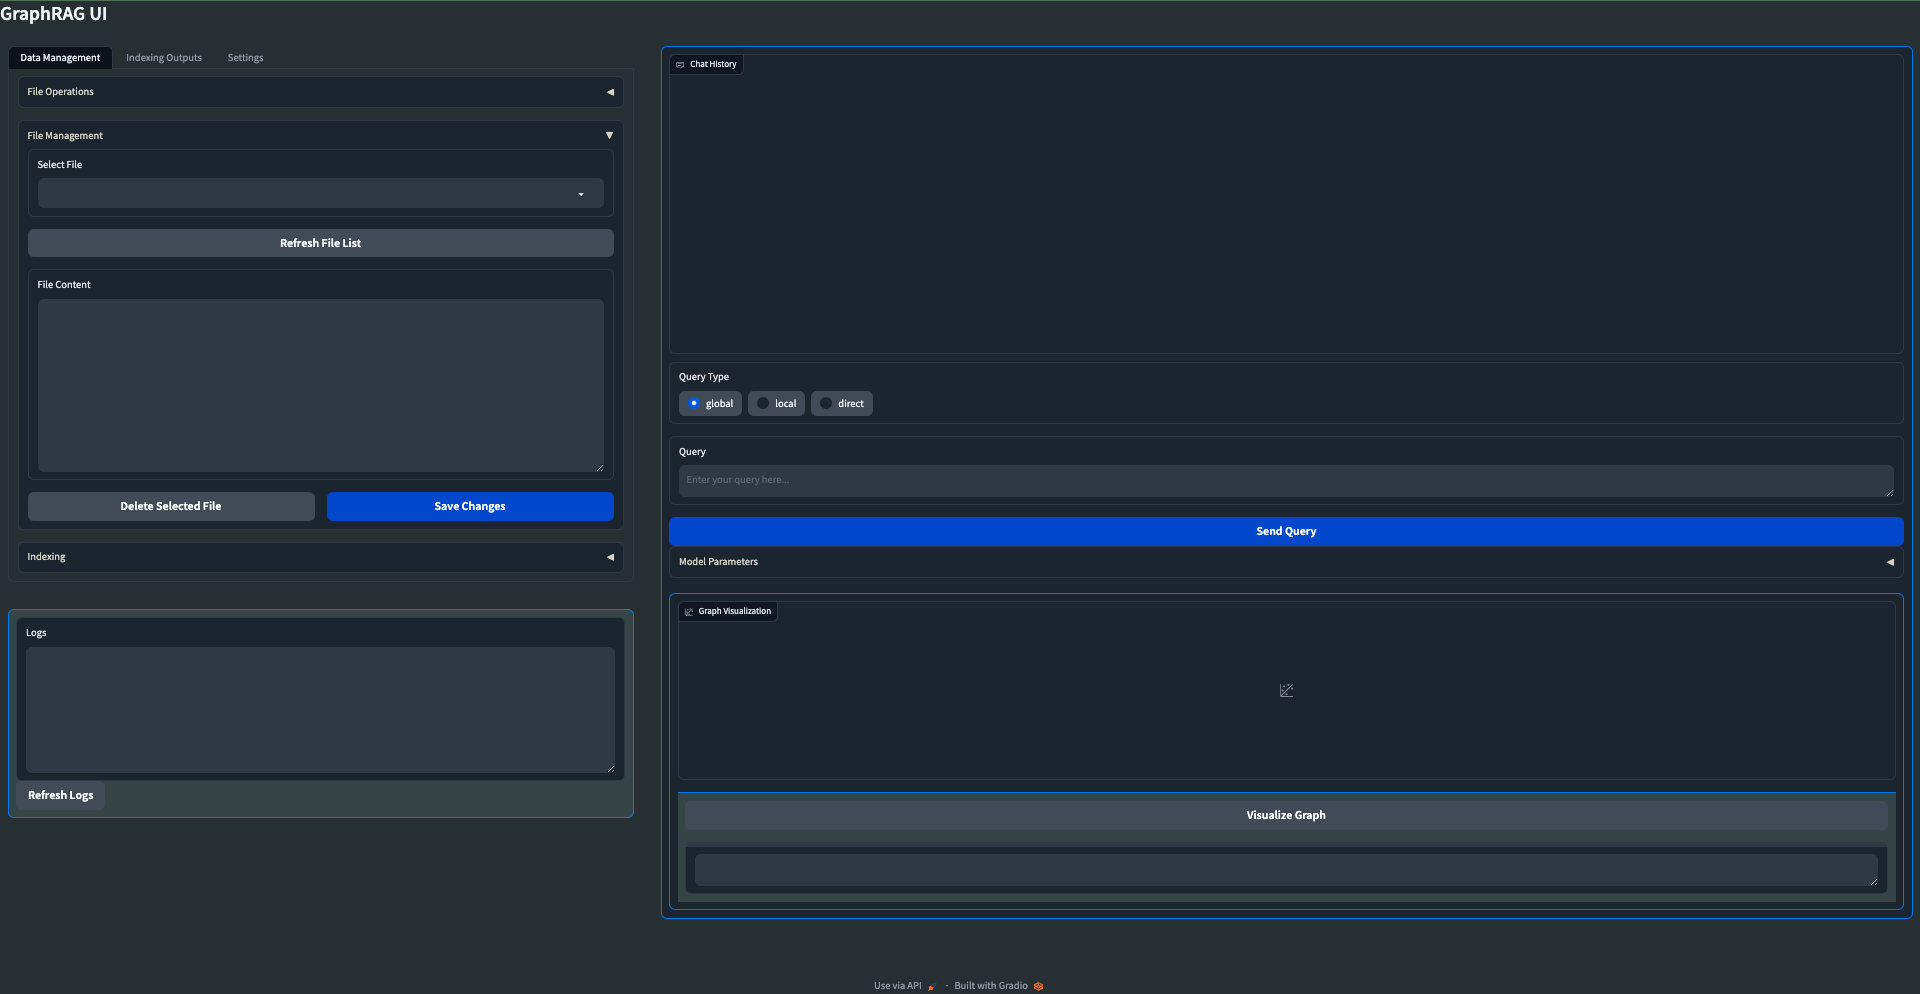 GraphRAG UI
Data Management
Indexing Outputs
Settings
File Operations
File Management
Select File
Refresh File List
File Content
Delete Selected File
Save Changes
Indexing
Logs
Refresh Logs
Chat History
Query Type
global
local
direct
Query
Enter your query here...
Send Query
Model Parameters
Graph Visualization
Visualize Graph
Use via API · Built with Gradio